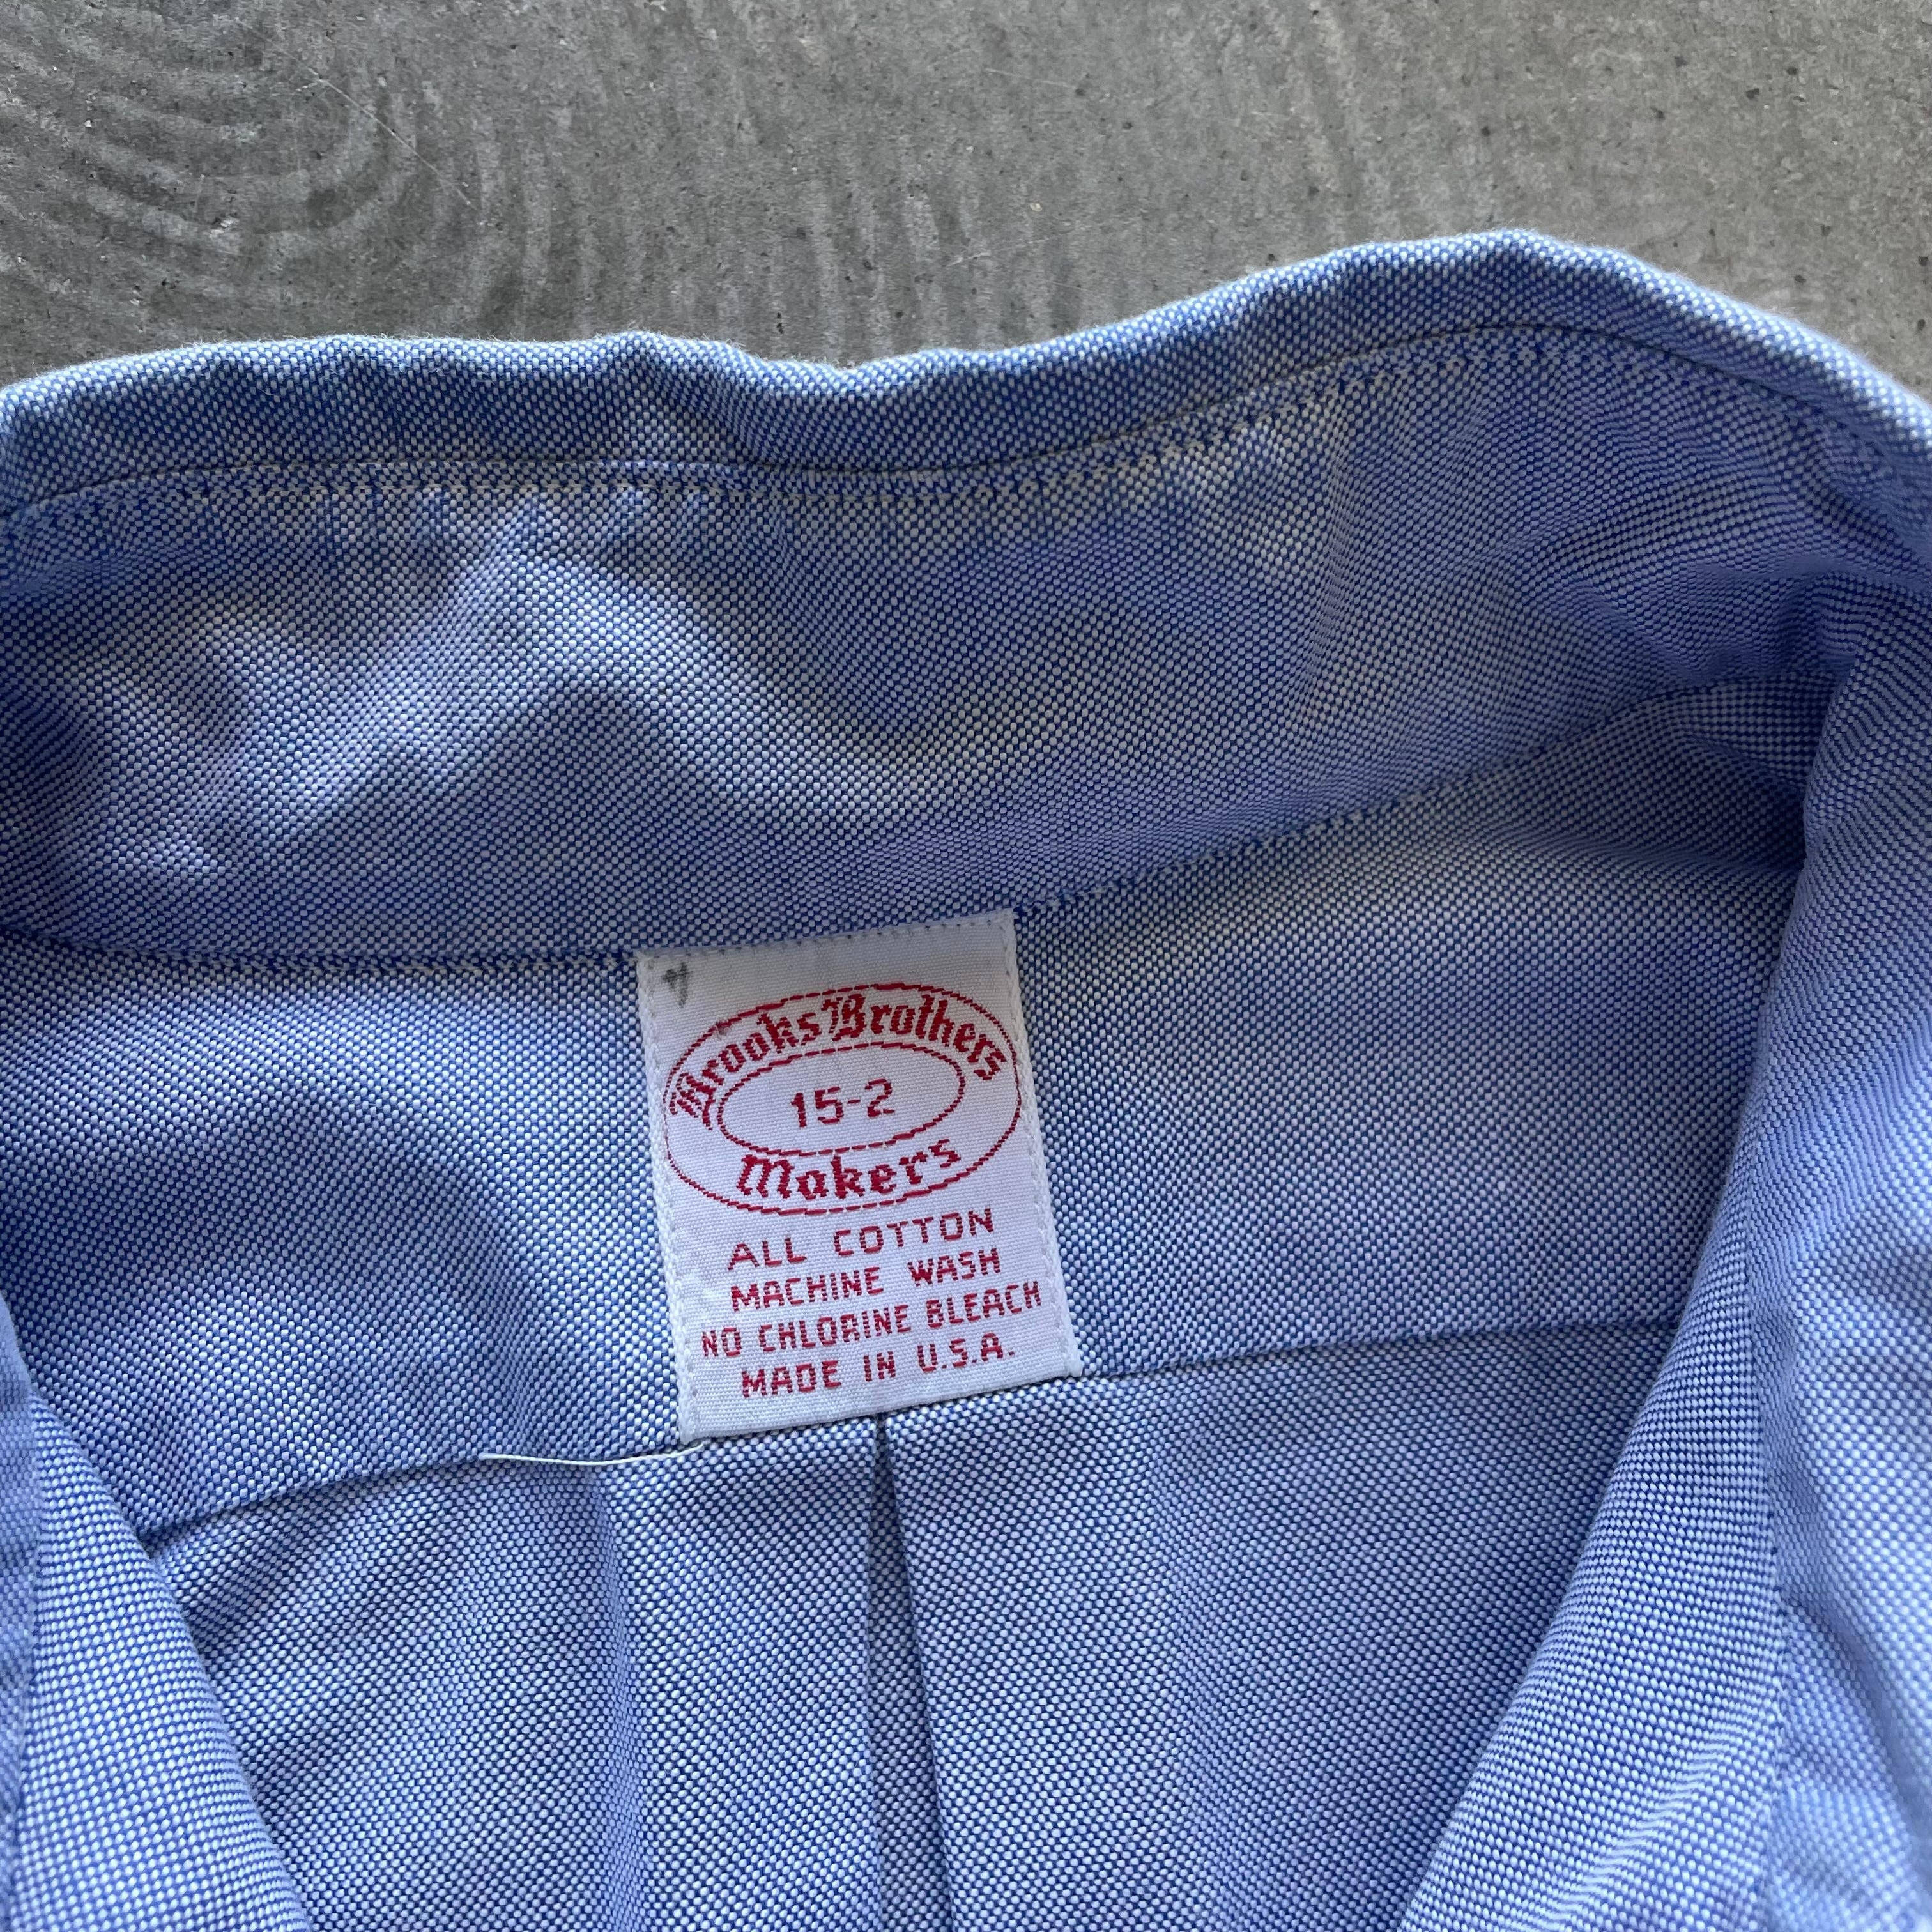 Brooks Brothers
15-2
Makers
ALL COTTON
MACHINE WASH
NO CHLORINE BLEACH
MADE IN U.S.A.